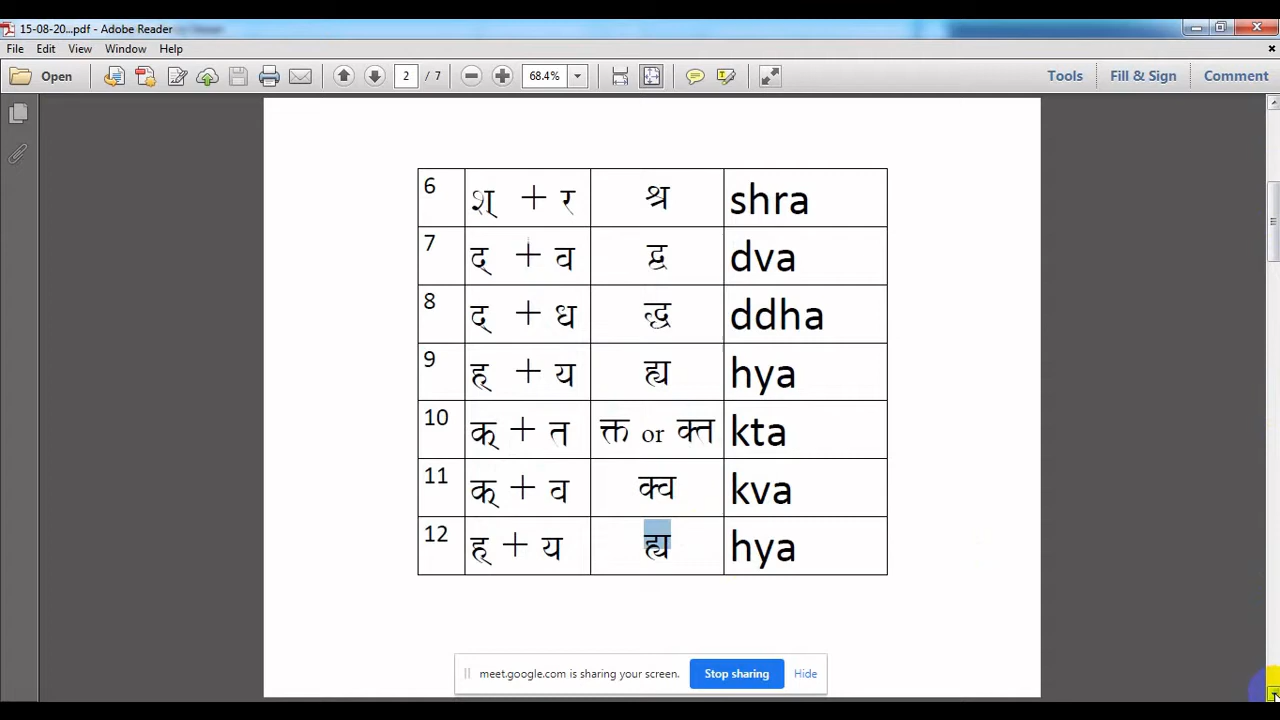 15-08-20...pdf - Adobe Reader
File Edit View Window Help
Open 2 / 7 68.4% Tools Fill & Sign Comment
6 श् + र श्र shra
7 द् + व द्व dva
8 द् + ध द्ध ddha
9 ह् + य ह्य hya
10 क् + त क्त or क्‍त kta
11 क् + व क्व kva
12 ह् + य ह्य hya
meet.google.com is sharing your screen. Stop sharing Hide